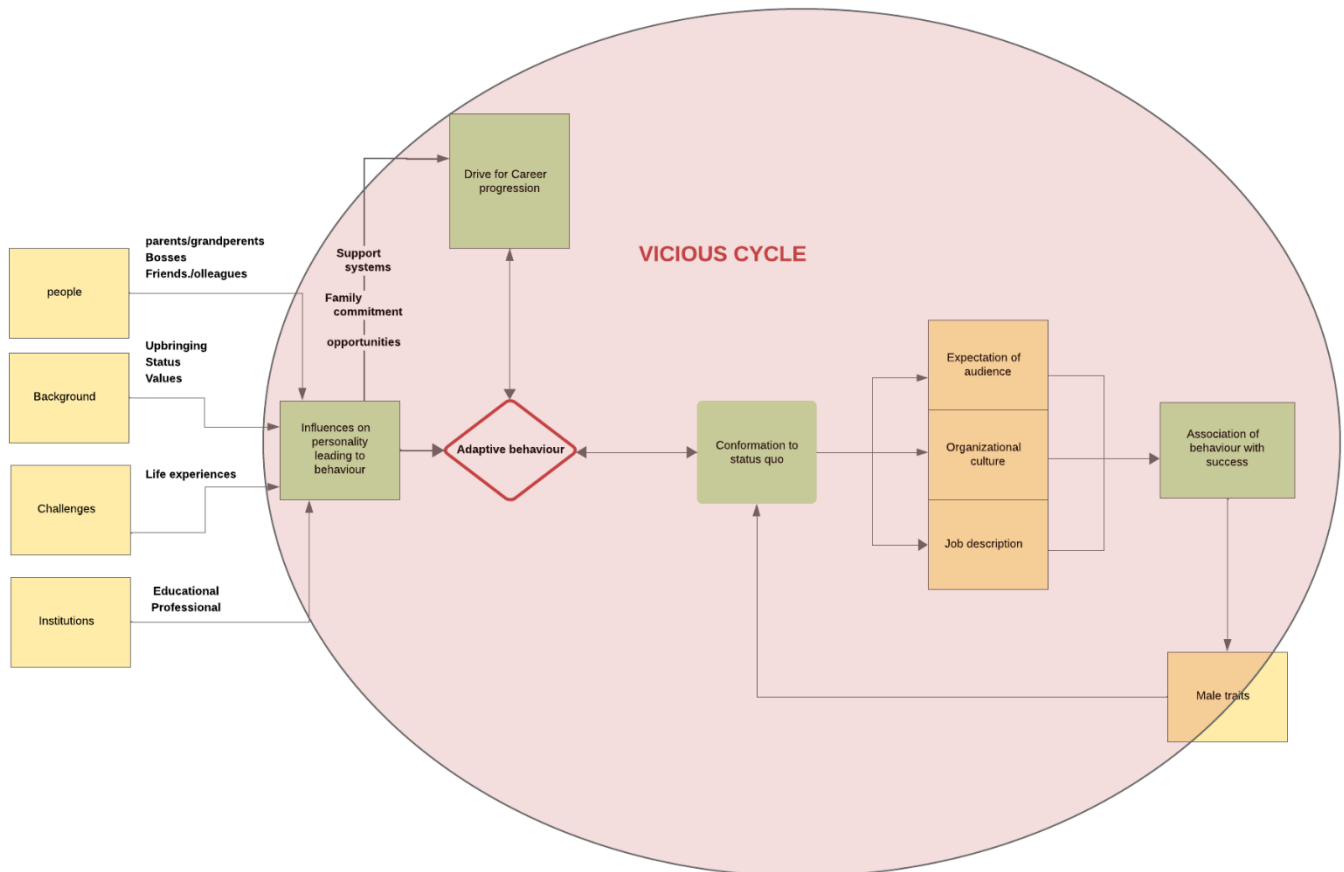 Drive for Career
progression
VICIOUS CYCLE
parents/grandperents
Bosses
Friends./olleagues
people
Support
systems
Family
commitment
opportunities
Upbringing
Status
Values
Background
Expectation of
audience
Influences on
personality
leading to
behaviour
Adaptive behaviour
Conformation to
status quo
Organizational
culture
Association of
behaviour with
success
Life experiences
Challenges
Job description
Educational
Professional
Institutions
Male traits